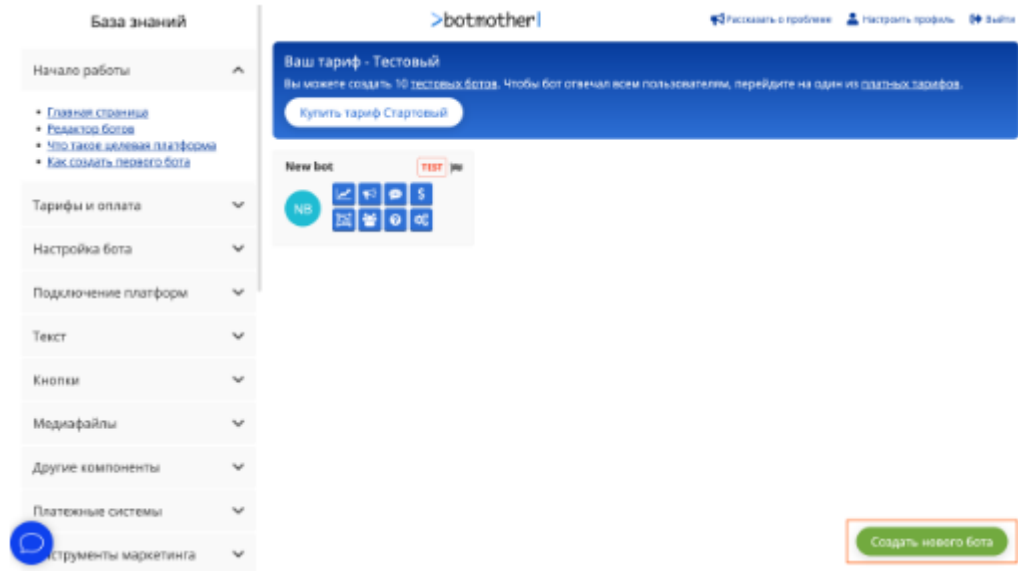 База знаний
>botmother|
Рассказать о проблеме
Настроить профиль
Выйти
Начало работы
Главная страница
Редактор ботов
Что такое целевая платформа
Как создать первого бота
Тарифы и оплата
Настройка бота
Подключение платформ
Текст
Кнопки
Медиафайлы
Другие компоненты
Платежные системы
струменты маркетинга
Ваш тариф - Тестовый
Вы можете создать 10 тестовых ботов. Чтобы бот отвечал всем пользователям, перейдите на один из платных тарифов.
Купить тариф Стартовый
New bot
TEST
NB
Создать нового бота